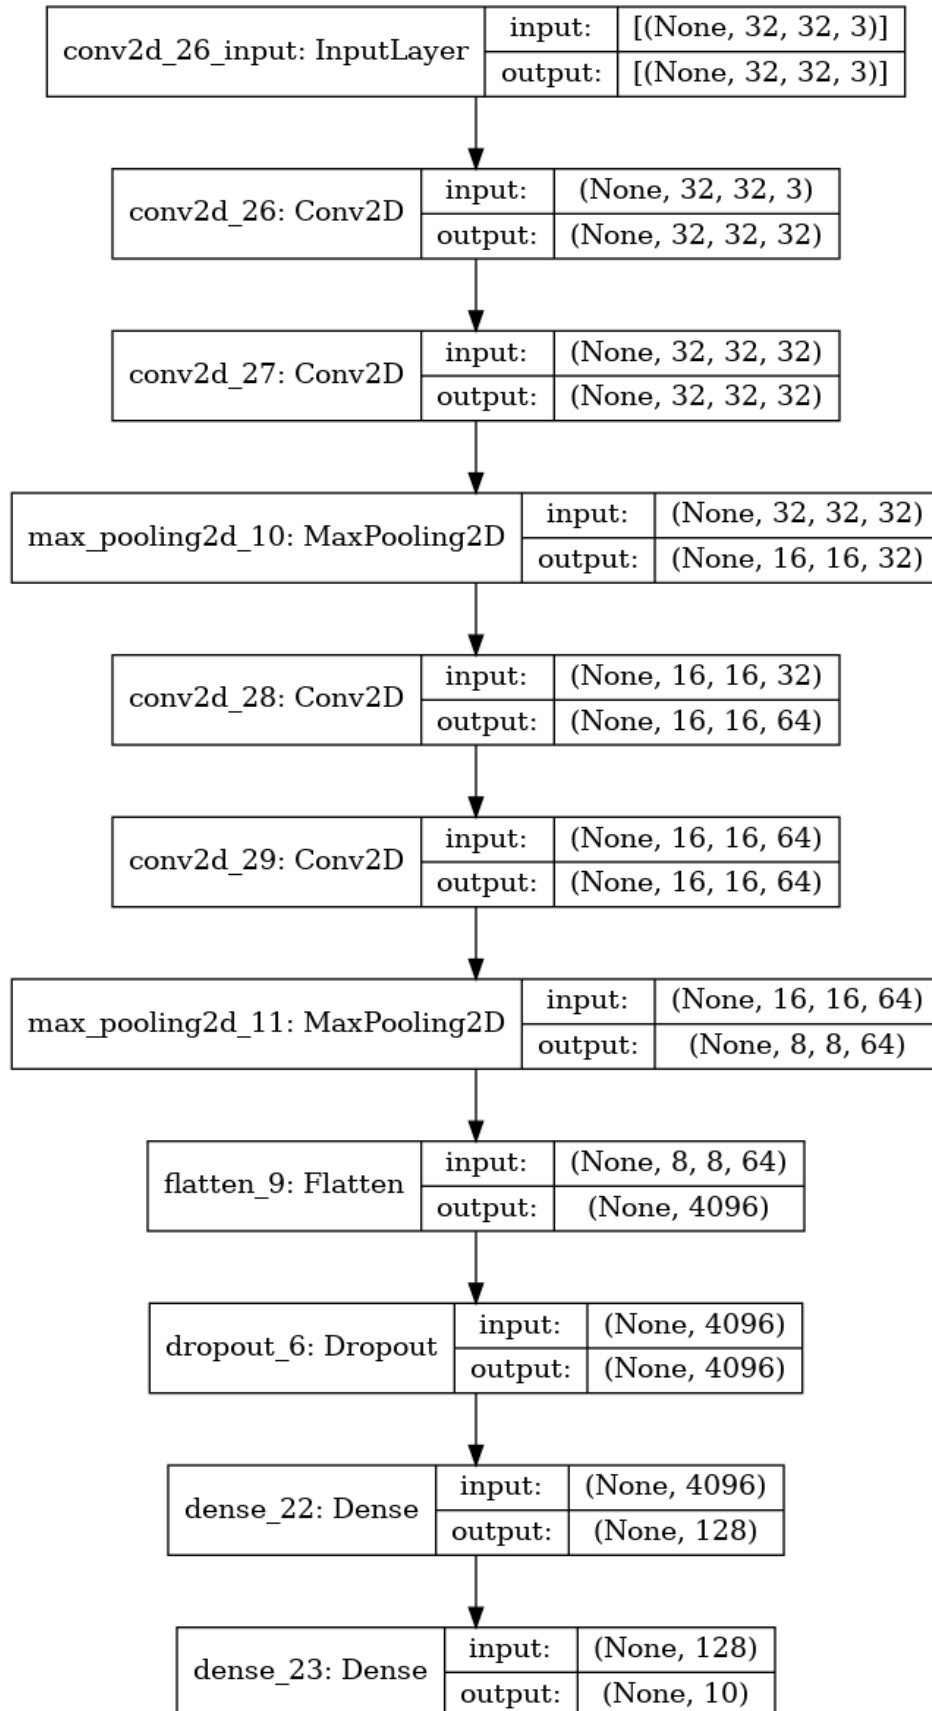 conv2d_26_input: InputLayer
input: [(None, 32, 32, 3)]
output: [(None, 32, 32, 3)]
conv2d_26: Conv2D
input: (None, 32, 32, 3)
output: (None, 32, 32, 32)
conv2d_27: Conv2D
input: (None, 32, 32, 32)
output: (None, 32, 32, 32)
max_pooling2d_10: MaxPooling2D
input: (None, 32, 32, 32)
output: (None, 16, 16, 32)
conv2d_28: Conv2D
input: (None, 16, 16, 32)
output: (None, 16, 16, 64)
conv2d_29: Conv2D
input: (None, 16, 16, 64)
output: (None, 16, 16, 64)
max_pooling2d_11: MaxPooling2D
input: (None, 16, 16, 64)
output: (None, 8, 8, 64)
flatten_9: Flatten
input: (None, 8, 8, 64)
output: (None, 4096)
dropout_6: Dropout
input: (None, 4096)
output: (None, 4096)
dense_22: Dense
input: (None, 4096)
output: (None, 128)
dense_23: Dense
input: (None, 128)
output: (None, 10)